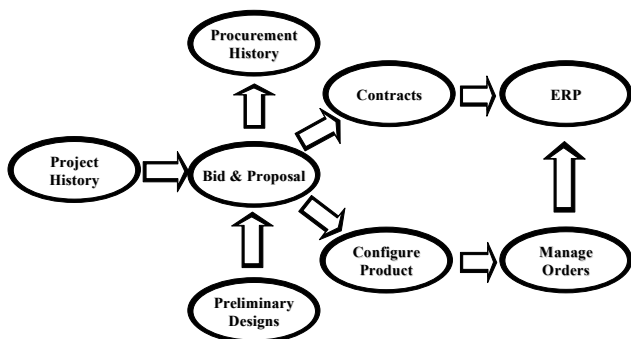 Procurement
History
Contracts
ERP
Project
History
Bid & Proposal
Configure
Product
Manage
Orders
Preliminary
Designs